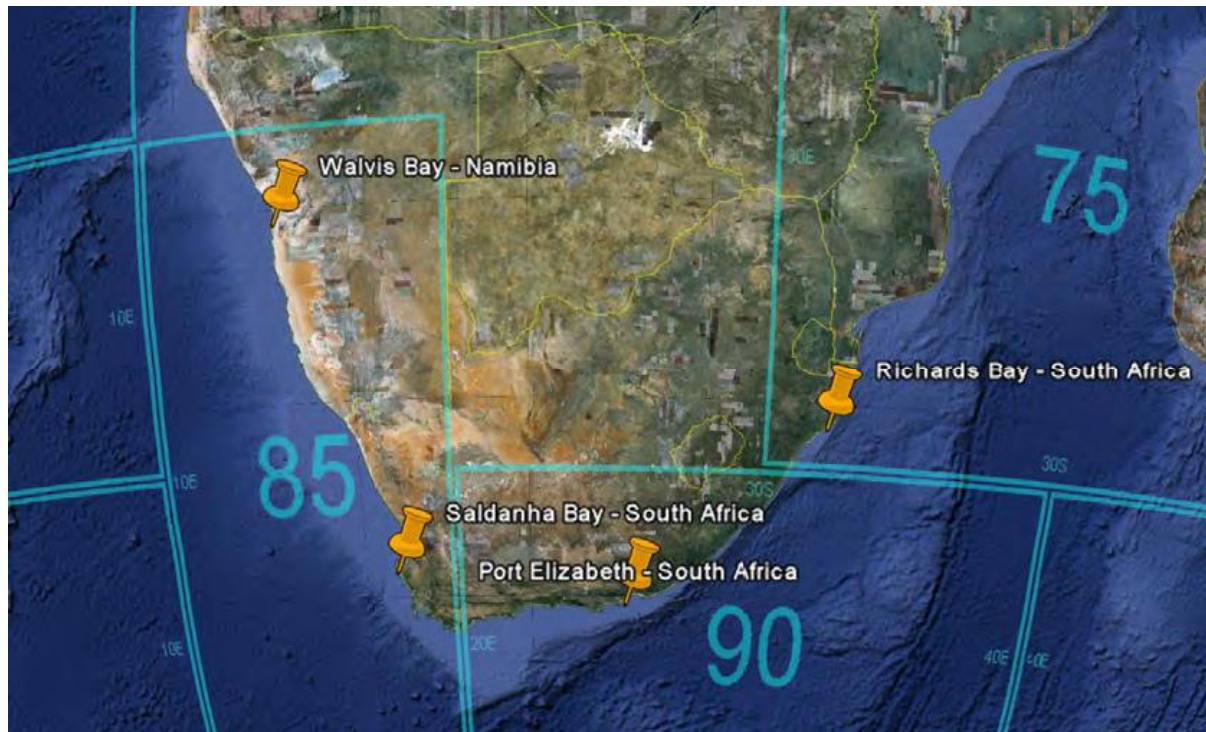 30E
75
Walvis Bay - Namibia
10E
Richards Bay - South Africa
85
10E
30S
30S
Saldanha Bay - South Africa
Port Elizabeth - South Africa
90
10E
20E
40E
40E